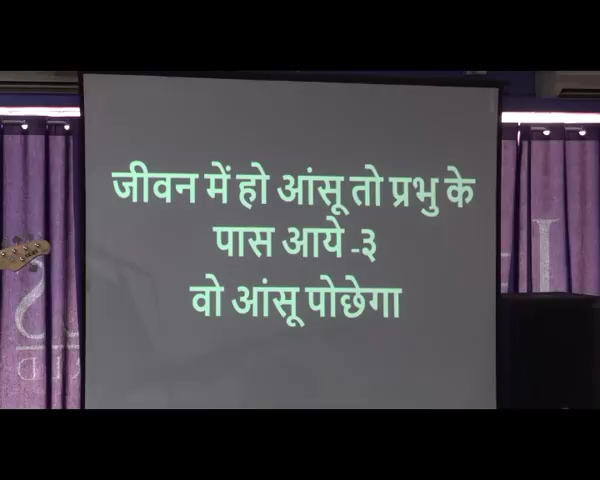 जीवन में हो आंसू तो प्रभु के
पास आये -३
वो आंसू पोछेगा